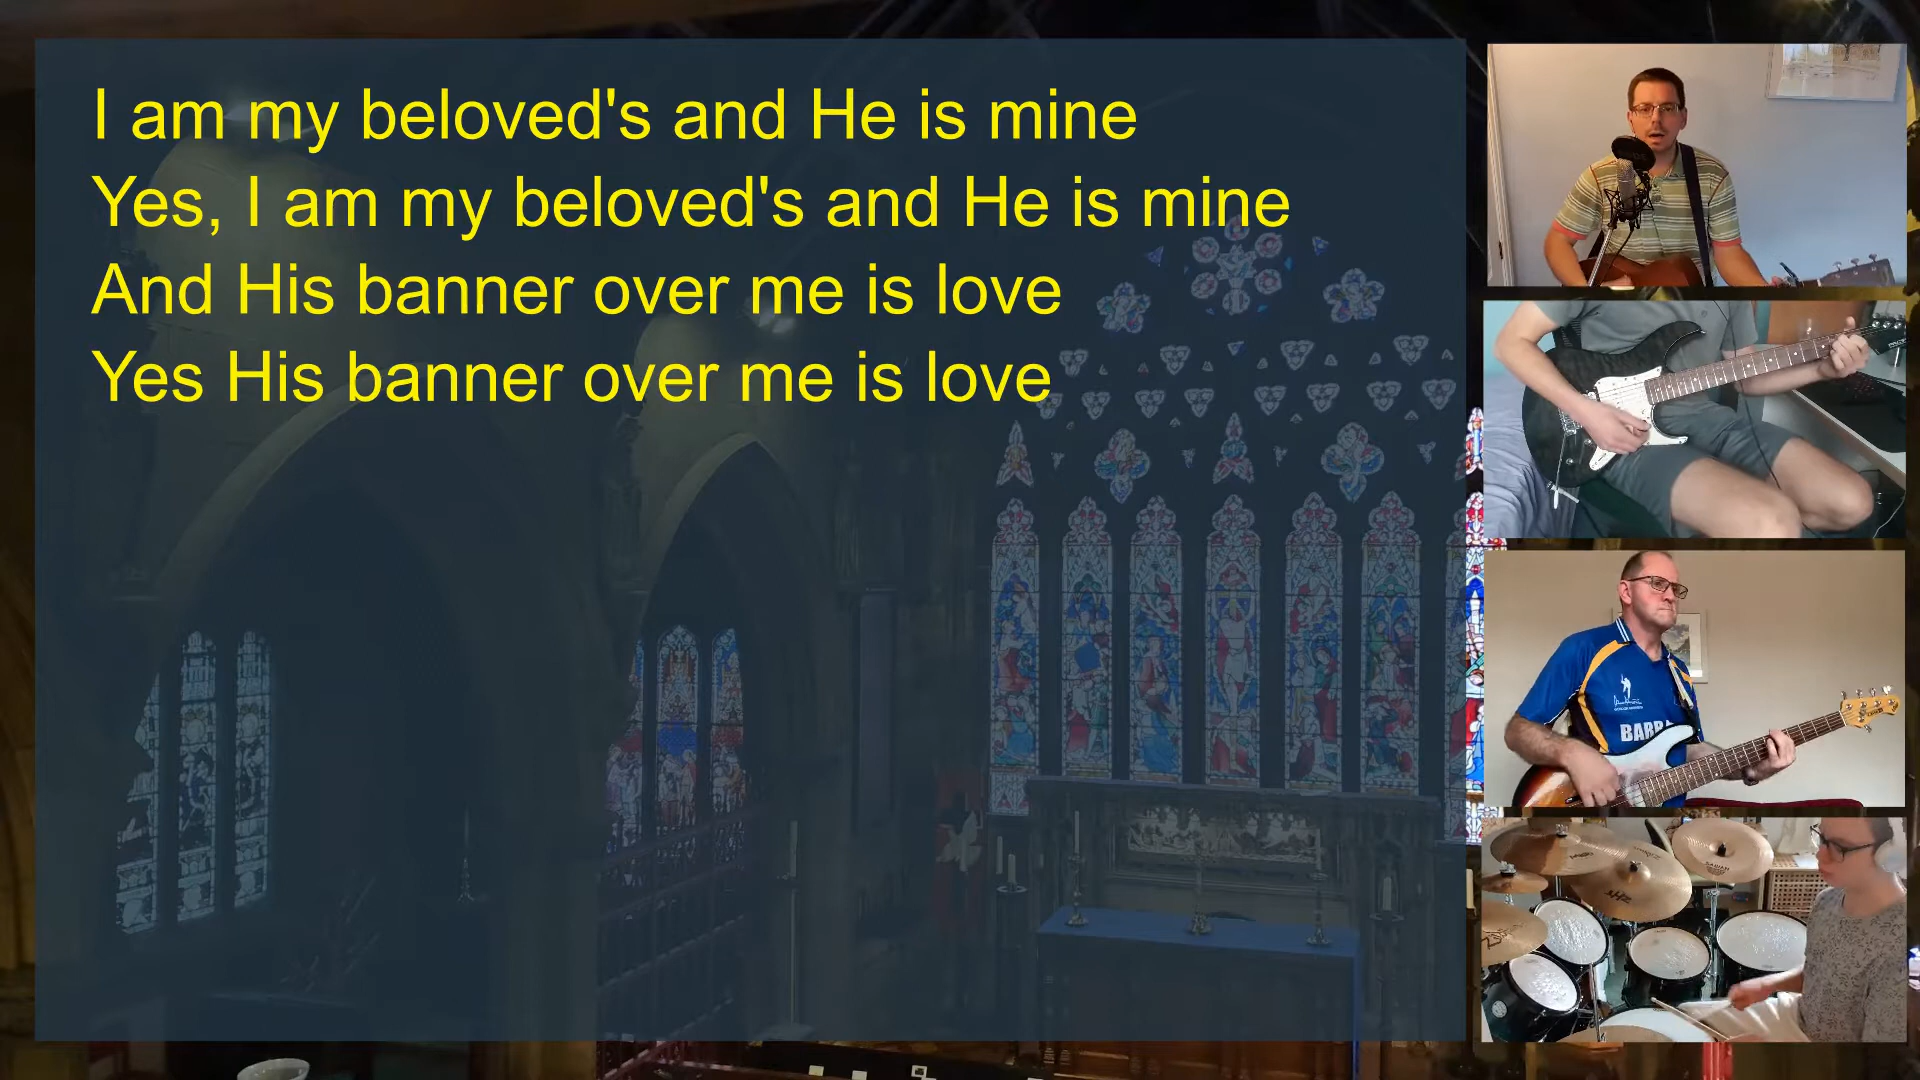 I am my beloved's and He is mine
Yes, I am my beloved's and He is mine
And His banner over me is love
Yes His banner over me is love